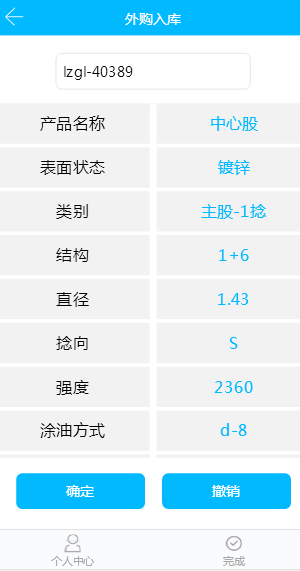 外购入库
lzgl-40389
产品名称 中心股
表面状态 镀锌
类别 主股-1捻
结构 1+6
直径 1.43
捻向 S
强度 2360
涂油方式 d-8
确定 撤销
个人中心 完成